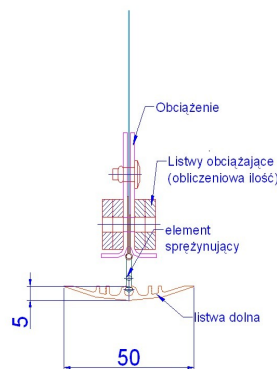 Obciążenie
Listwy obciążające
(obliczeniowa ilość)
element
sprężynujący
listwa dolna
5
50